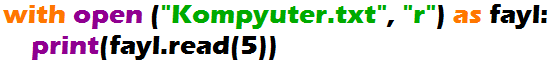 with open ("Kompyuter.txt", "r") as fayl:
    print(fayl.read(5))